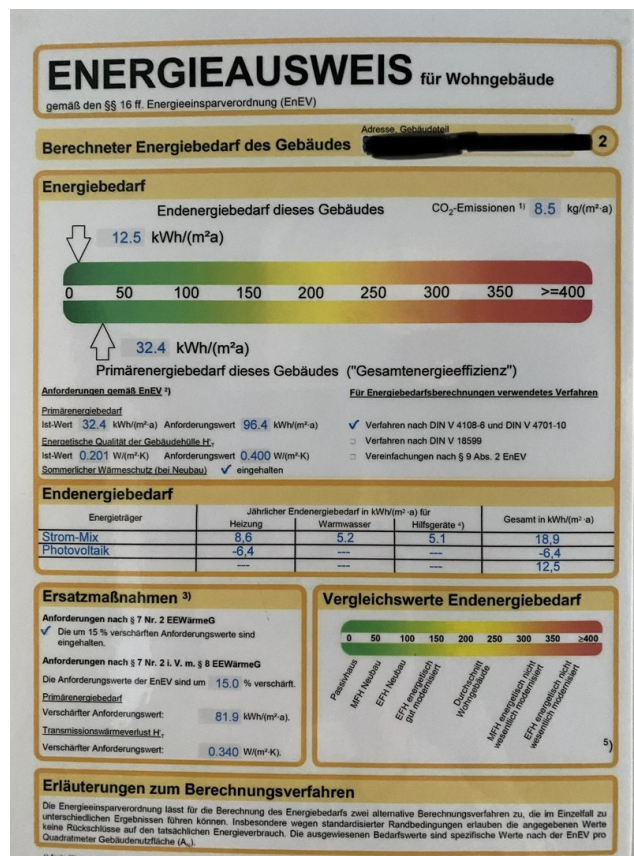 ENERGIEAUSWEIS für Wohngebäude
gemäß den §§ 16 ff. Energieeinsparverordnung (EnEV)
Berechneter Energiebedarf des Gebäudes
Adresse, Gebäudeteil
2
Energiebedarf
Endenergiebedarf dieses Gebäudes
CO₂-Emissionen ¹⁾ 8.5 kg/(m²·a)
12.5 kWh/(m²a)
0 50 100 150 200 250 300 350 >=400
32.4 kWh/(m²a)
Primärenergiebedarf dieses Gebäudes ("Gesamtenergieeffizienz")
Anforderungen gemäß EnEV ²⁾
Primärenergiebedarf
Ist-Wert 32.4 kWh/(m²·a) Anforderungswert 96.4 kWh/(m²·a)
Energetische Qualität der Gebäudehülle H'T
Ist-Wert 0.201 W/(m²·K) Anforderungswert 0.400 W/(m²·K)
Sommerlicher Wärmeschutz (bei Neubau) ✓ eingehalten
Für Energiebedarfsberechnungen verwendetes Verfahren
✓ Verfahren nach DIN V 4108-6 und DIN V 4701-10
☐ Verfahren nach DIN V 18599
☐ Vereinfachungen nach § 9 Abs. 2 EnEV
Endenergiebedarf
Energieträger
Jährlicher Endenergiebedarf in kWh/(m²·a) für
Gesamt in kWh/(m²·a)
Heizung Warmwasser Hilfsgeräte ⁴⁾
Strom-Mix 8,6 5.2 5.1 18,9
Photovoltaik -6,4 --- --- -6,4
--- --- --- 12,5
Ersatzmaßnahmen ³⁾
Anforderungen nach § 7 Nr. 2 EEWärmeG
✓ Die um 15 % verschärften Anforderungswerte sind
eingehalten.
Anforderungen nach § 7 Nr. 2 i. V. m. § 8 EEWärmeG
Die Anforderungswerte der EnEV sind um 15.0 % verschärft.
Primärenergiebedarf
Verschärfter Anforderungswert: 81.9 kWh/(m²·a).
Transmissionswärmeverlust H'T
Verschärfter Anforderungswert: 0.340 W/(m²·K).
Vergleichswerte Endenergiebedarf
0 50 100 150 200 250 300 350 ≥400
Passivhaus
MFH Neubau
EFH Neubau
EFH energetisch
gut modernisiert
Durchschnitt
Wohngebäude
MFH energetisch nicht
wesentlich modernisiert
EFH energetisch nicht
wesentlich modernisiert
5)
Erläuterungen zum Berechnungsverfahren
Die Energieeinsparverordnung lässt für die Berechnung des Energiebedarfs zwei alternative Berechnungsverfahren zu, die im Einzelfall zu
unterschiedlichen Ergebnissen führen können. Insbesondere wegen standardisierter Randbedingungen erlauben die angegebenen Werte
keine Rückschlüsse auf den tatsächlichen Energieverbrauch. Die ausgewiesenen Bedarfswerte sind spezifische Werte nach der EnEV pro
Quadratmeter Gebäudenutzfläche (AN).